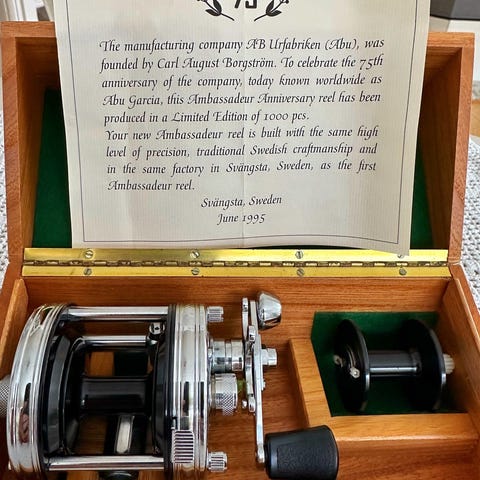 75
The manufacturing company AB Urfabriken (Abu), was
founded by Carl August Borgström. To celebrate the 75th
anniversary of the company, today known worldwide as
Abu Garcia, this Ambassadeur Anniversary reel has been
produced in a Limited Edition of 1000 pcs.
Your new Ambassadeur reel is built with the same high
level of precision, traditional Swedish craftmanship and
in the same factory in Svängsta, Sweden, as the first
Ambassadeur reel.
Svängsta, Sweden
June 1995